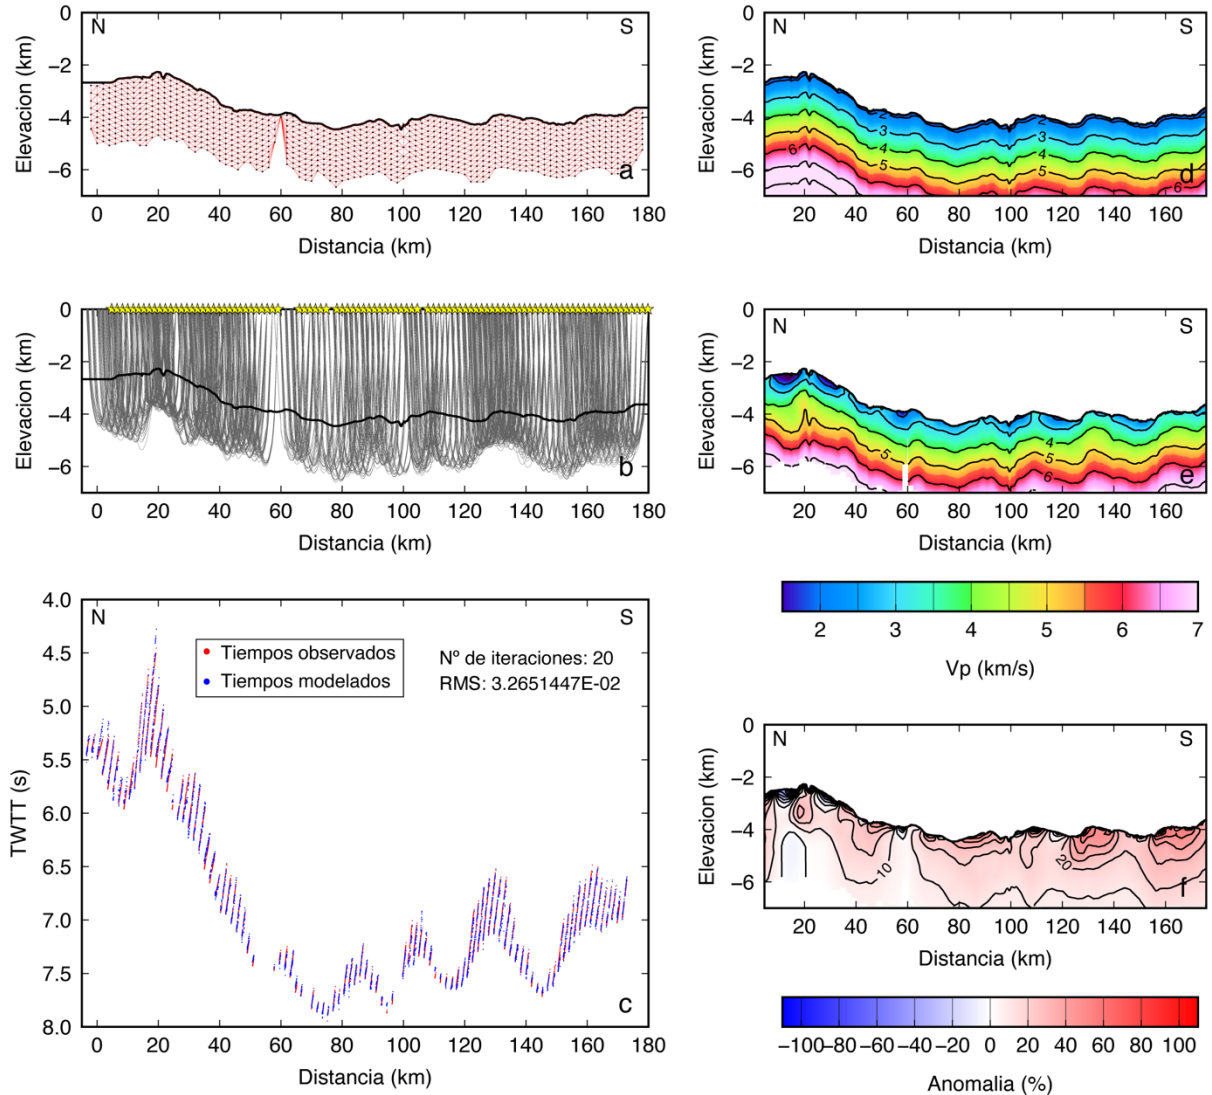 N
S
0
−2
−4
−6
Elevacion (km)
a
0 20 40 60 80 100 120 140 160 180
Distancia (km)
N
S
0
−2
−4
−6
Elevacion (km)
2
3
4
5
6
3
4
5
6
d
20 40 60 80 100 120 140 160
Distancia (km)
0
−2
−4
−6
Elevacion (km)
b
0 20 40 60 80 100 120 140 160 180
Distancia (km)
N
S
0
−2
−4
−6
Elevacion (km)
5
4
5
6
e
20 40 60 80 100 120 140 160
Distancia (km)
2 3 4 5 6 7
Vp (km/s)
N
S
4.0
4.5
5.0
5.5
6.0
6.5
7.0
7.5
8.0
TWTT (s)
Tiempos observados
Tiempos modelados
Nº de iteraciones: 20
RMS: 3.2651447E-02
c
0 20 40 60 80 100 120 140 160 180
Distancia (km)
N
S
0
−2
−4
−6
Elevacion (km)
10
20
f
20 40 60 80 100 120 140 160
Distancia (km)
−100 −80 −60 −40 −20 0 20 40 60 80 100
Anomalia (%)